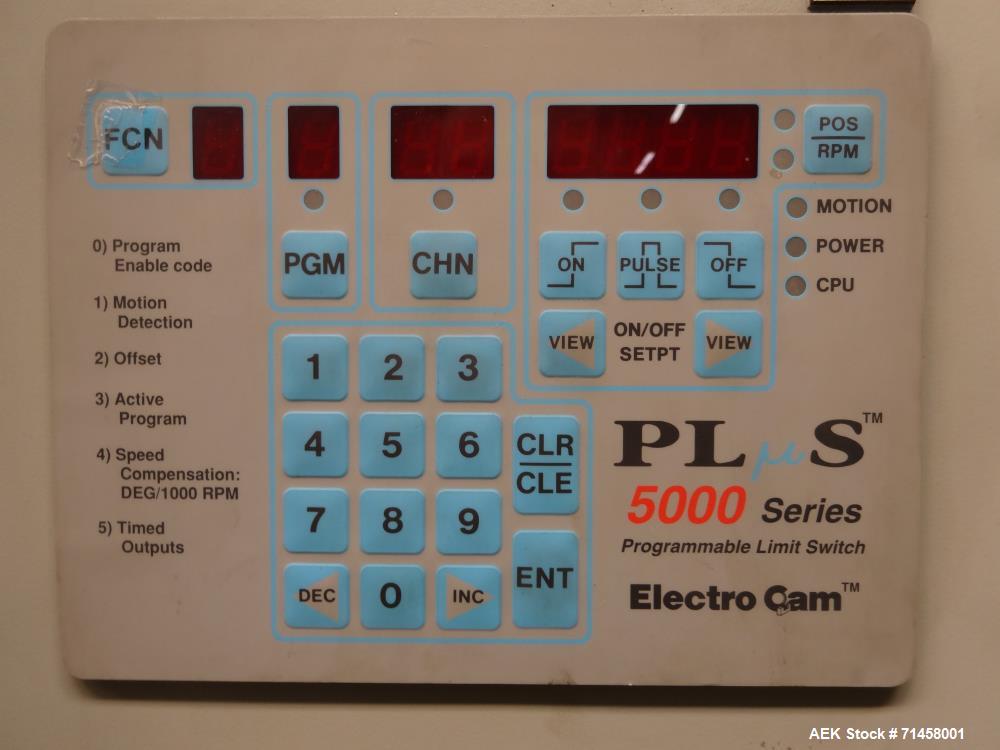 FCN
POS
RPM
MOTION
POWER
CPU
PGM
CHN
ON
PULSE
OFF
VIEW
ON/OFF
SETPT
VIEW
0) Program
Enable code
1) Motion
Detection
2) Offset
3) Active
Program
4) Speed
Compensation:
DEG/1000 RPM
5) Timed
Outputs
1 2 3
4 5 6
7 8 9
DEC 0 INC
CLR
CLE
ENT
PLμS™
5000 Series
Programmable Limit Switch
Electro Cam™
AEK Stock # 71458001